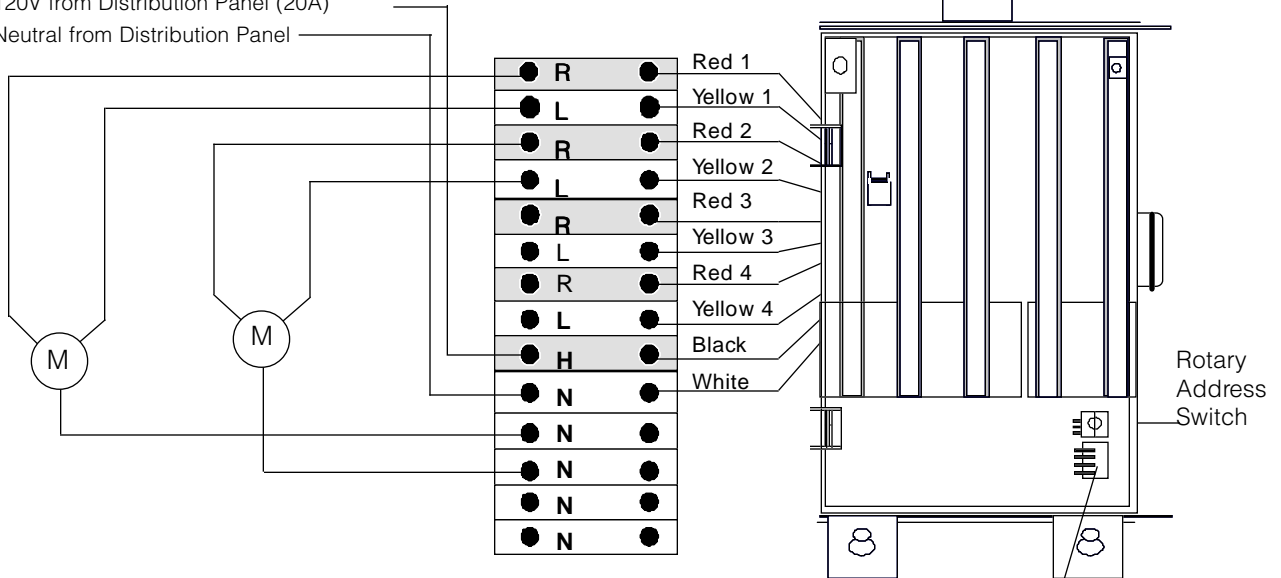 120V from Distribution Panel (20A)
Neutral from Distribution Panel
R Red 1
L Yellow 1
R Red 2
L Yellow 2
R Red 3
L Yellow 3
R Red 4
L Yellow 4
H Black
N White
N
N
N
N
M
M
Rotary
Address
Switch